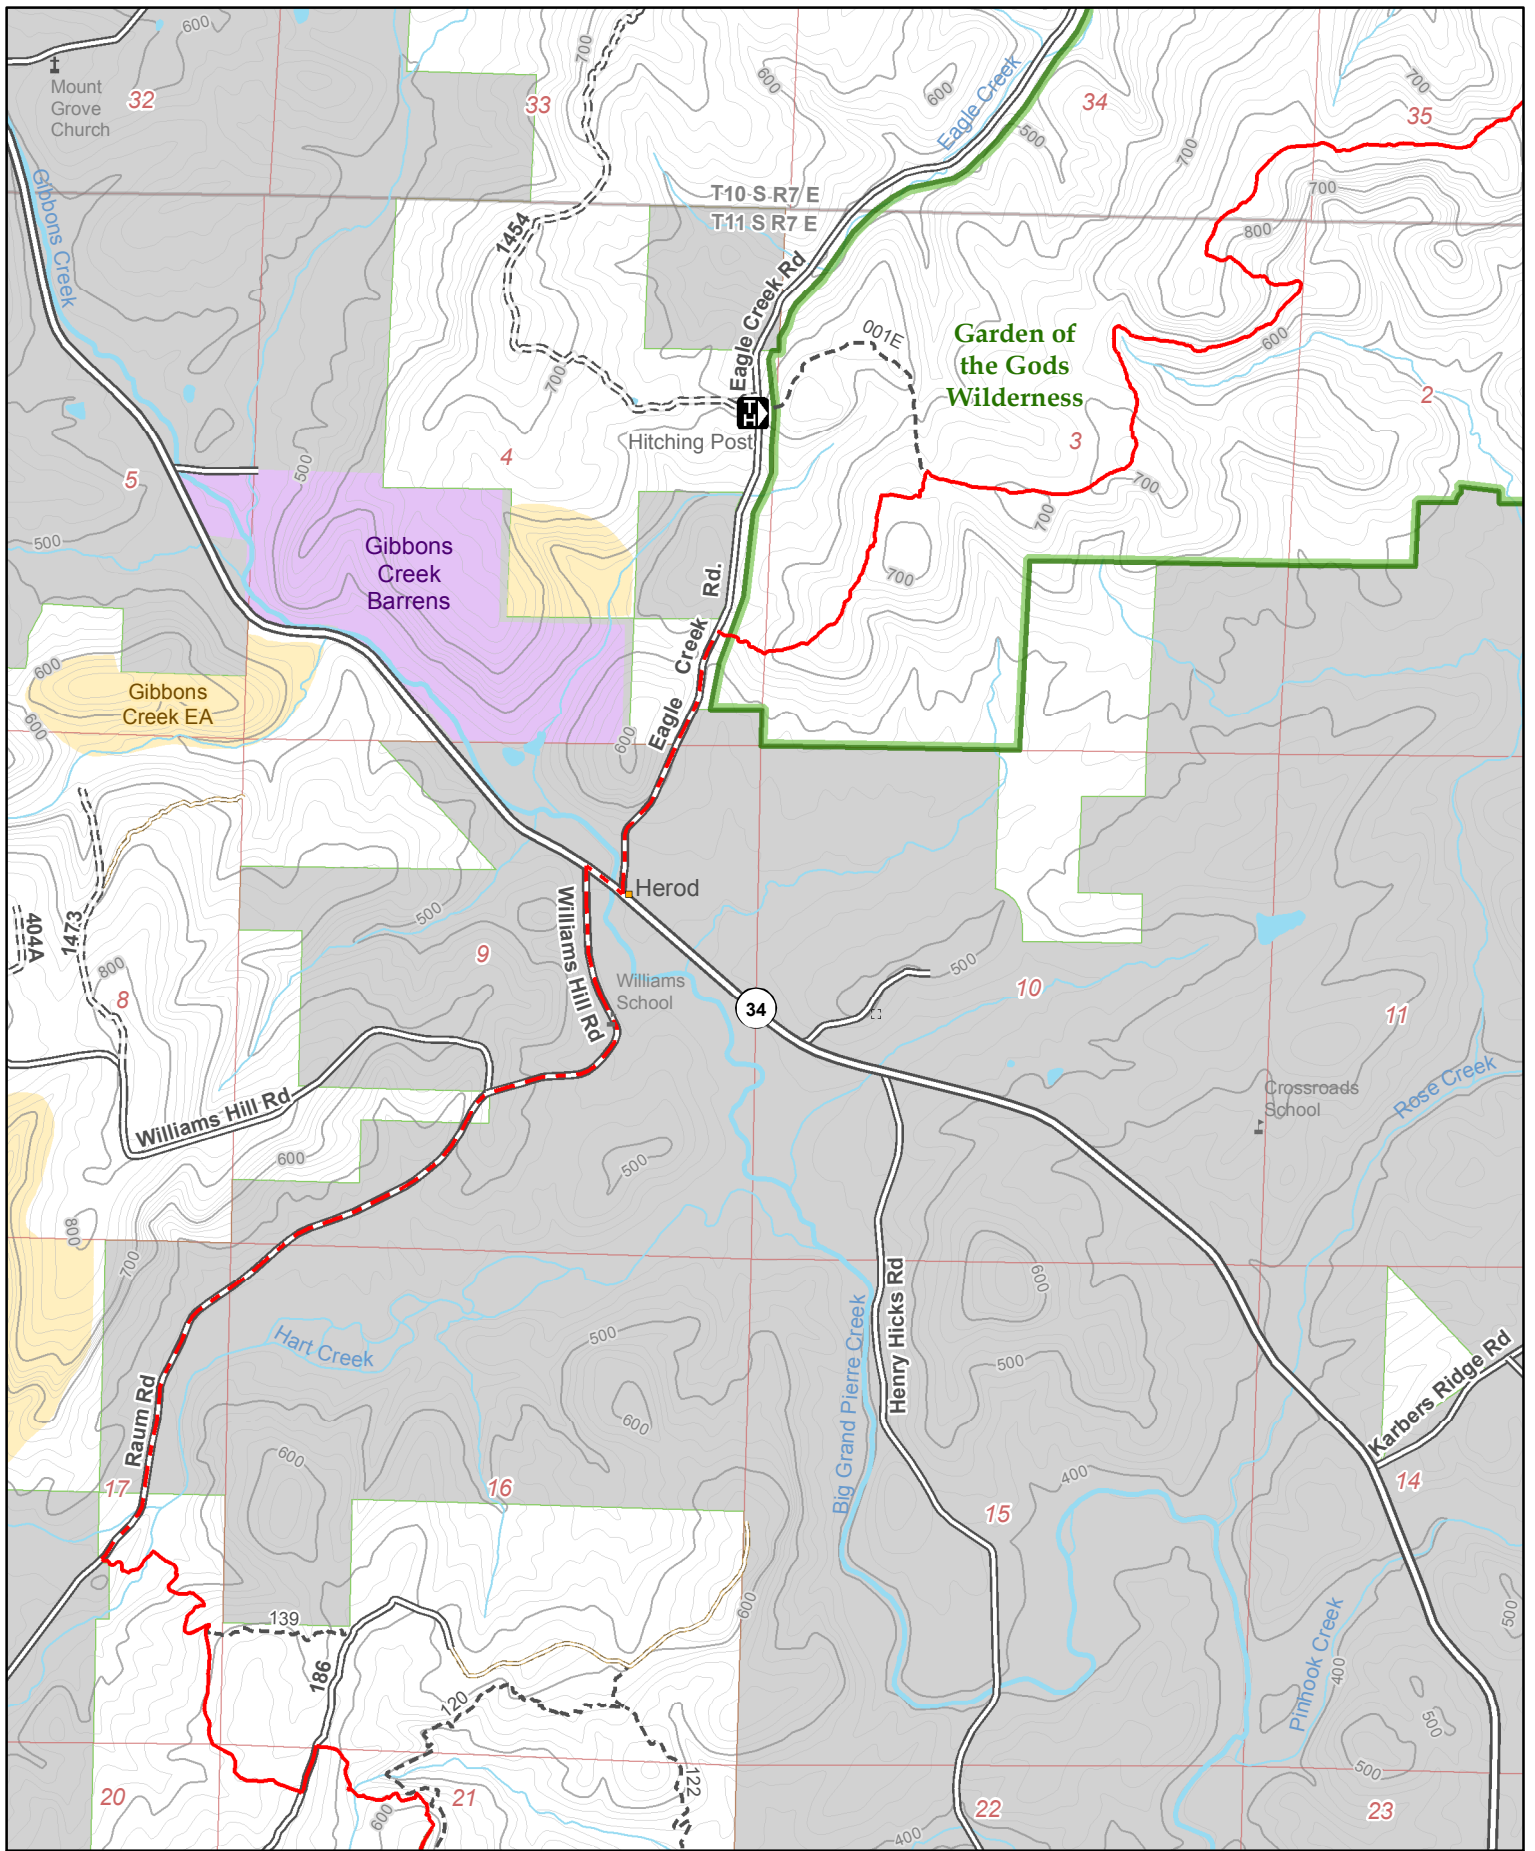 600
Mount
Grove
Church
32
33
700
600
600
Eagle Creek
500
34
700
700
35
Gibbons Creek
T10 S R7 E
T11 S R7 E
1454
700
800
Eagle Creek Rd
001E
Garden of
the Gods
Wilderness
600
2
700
TH
Hitching Post
3
4
5
500
700
700
500
Gibbons
Creek
Barrens
700
Eagle Creek Rd.
600
Gibbons
Creek EA
600
600
Herod
Williams Hill Rd
500
404A
1473
9
800
8
Williams
School
500
10
34
11
Crossroads
School
Rose Creek
Williams Hill Rd
600
500
800
700
600
Henry Hicks Rd
Hart Creek
500
500
Big Grand Pierre Creek
Karbers Ridge Rd
Raum Rd
600
600
400
14
17
16
15
139
600
500
186
120
Pinhook Creek
400
500
122
500
20
21
600
22
400
23